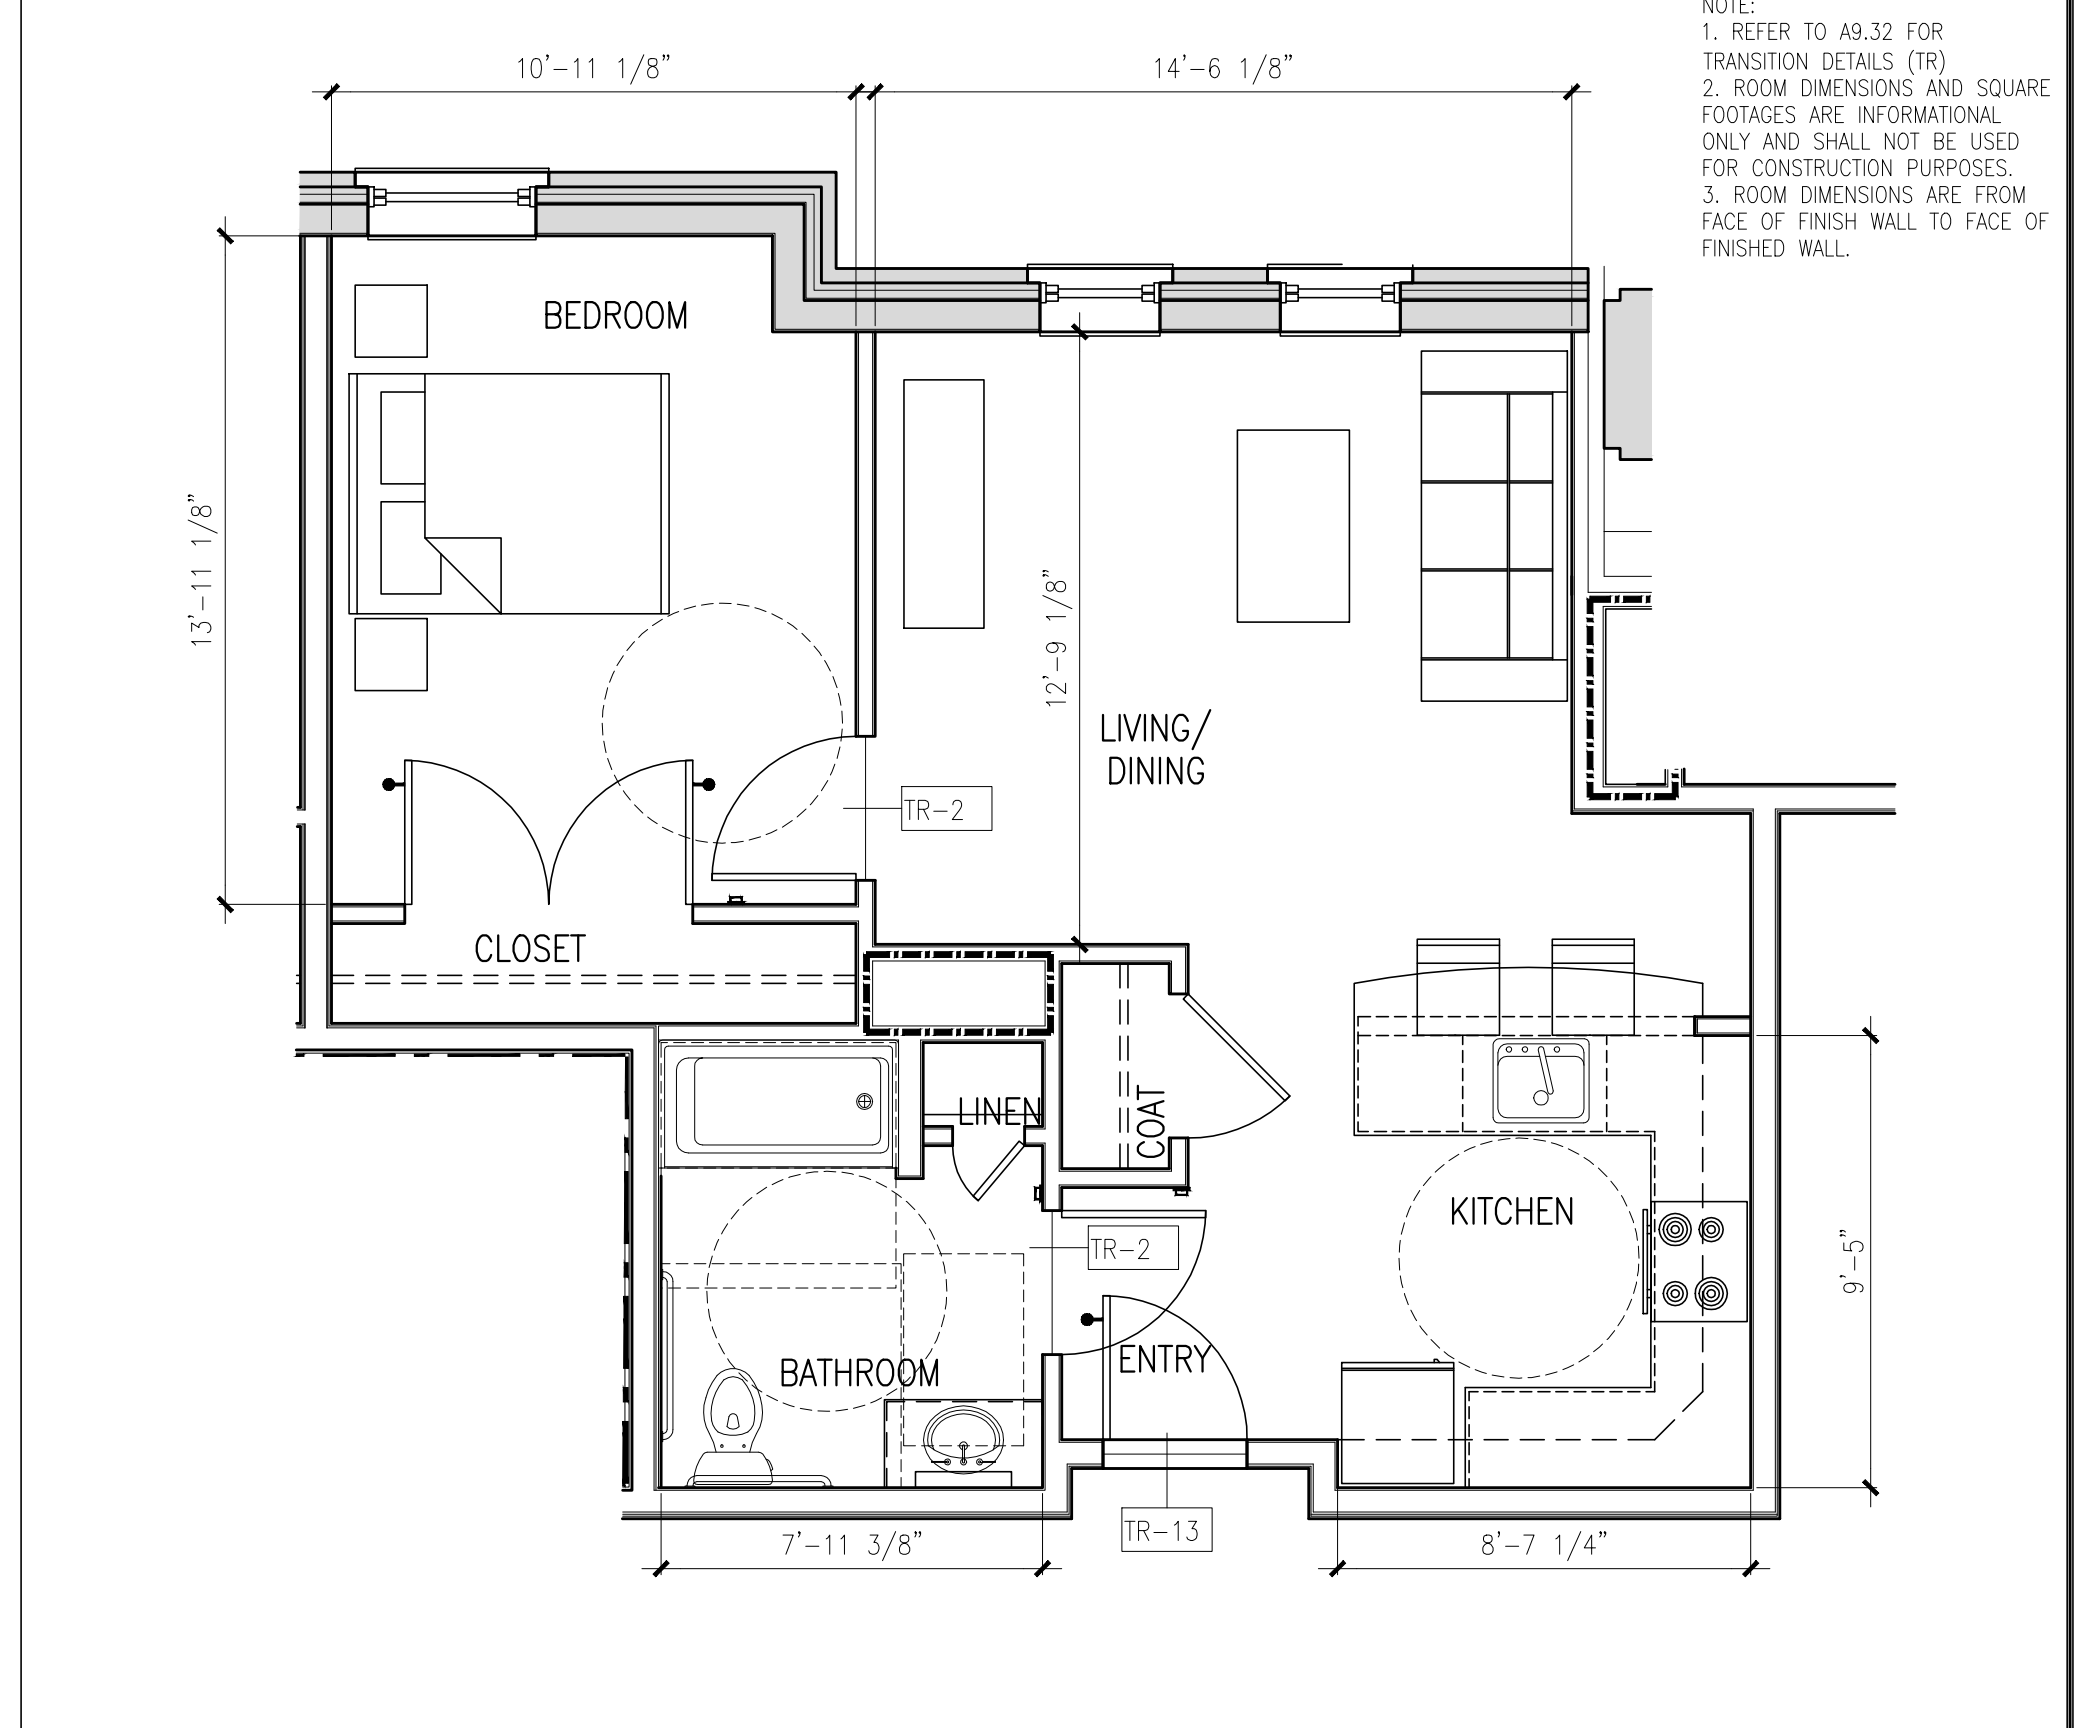 NOTE:
1. REFER TO A9.32 FOR
TRANSITION DETAILS (TR)
2. ROOM DIMENSIONS AND SQUARE
FOOTAGES ARE INFORMATIONAL
ONLY AND SHALL NOT BE USED
FOR CONSTRUCTION PURPOSES.
3. ROOM DIMENSIONS ARE FROM
FACE OF FINISH WALL TO FACE OF
FINISHED WALL.
10'-11 1/8"
14'-6 1/8"
BEDROOM
13'-11 1/8"
12'-9 1/8"
LIVING/
DINING
TR-2
CLOSET
LINEN
COAT
KITCHEN
TR-2
9'-5"
ENTRY
BATHROOM
TR-13
7'-11 3/8"
8'-7 1/4"